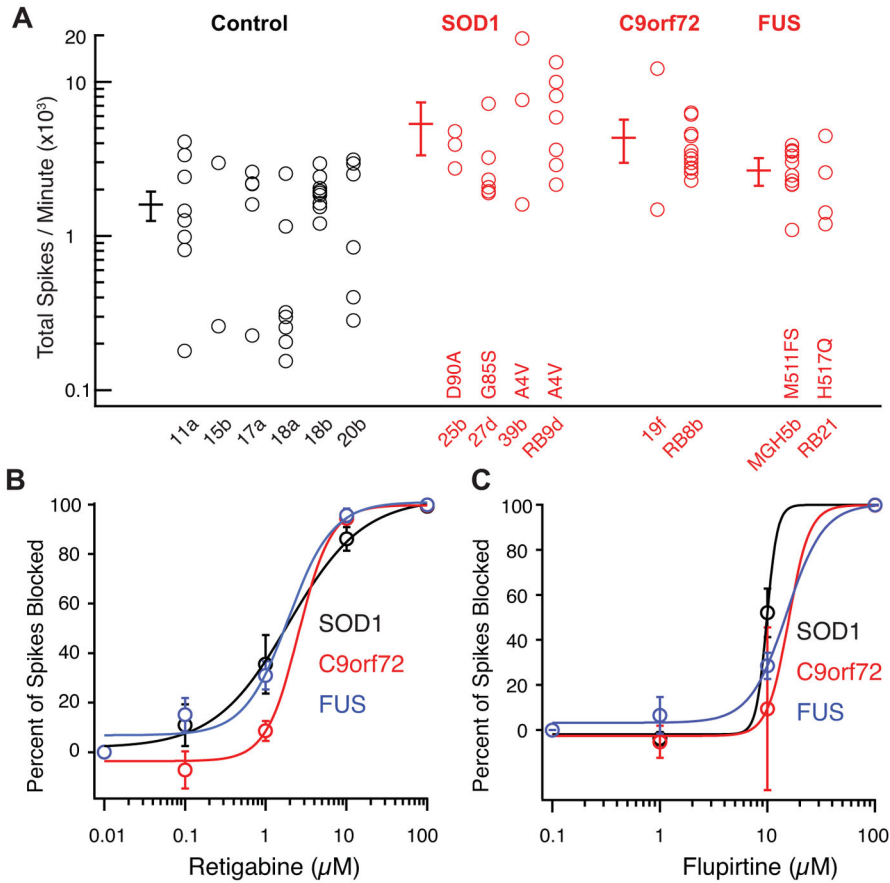 A
Control
SOD1
C9orf72
FUS
Total Spikes / Minute (x10³)
20
10
1
0.1
D90A
G85S
A4V
A4V
M511FS
H517Q
11a
15b
17a
18a
18b
20b
25b
27d
39b
RB9d
19f
RB8b
MGH5b
RB21
B
Percent of Spikes Blocked
100
80
60
40
20
0
SOD1
C9orf72
FUS
0.01
0.1
1
10
100
Retigabine (µM)
C
Percent of Spikes Blocked
100
80
60
40
20
0
SOD1
C9orf72
FUS
0.1
1
10
100
Flupirtine (µM)